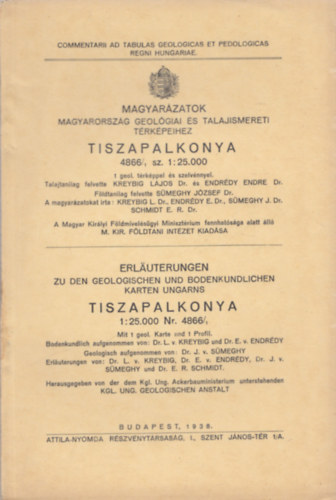 COMMENTARII AD TABULAS GEOLOGICAS ET PEDOLOGICAS
REGNI HUNGARIAE.
MAGYARÁZATOK
MAGYARORSZÁG GEOLÓGIAI ÉS TALAJISMERETI
TÉRKÉPEIHEZ
TISZAPALKONYA
4866/, sz. 1:25.000
1 geol. térképpel és szelvénnyel.
Talajtanilag felvette KREYBIG LAJOS Dr. és ENDRÉDY ENDRE Dr.
Földtanilag felvette SÜMEGHY JÓZSEF Dr.
A magyarázatokat írta: KREYBIG L. Dr., ENDRÉDY E. Dr., SÜMEGHY J. Dr.
SCHMIDT E. R. Dr.
A Magyar Királyi Földmívelésügyi Minisztérium fennhatósága alatt álló
M. KIR. FÖLDTANI INTÉZET KIADÁSA
ERLÄUTERUNGEN
ZU DEN GEOLOGISCHEN UND BODENKUNDLICHEN
KARTEN UNGARNS
TISZAPALKONYA
1:25.000 Nr. 4866/,
Mit 1 geol. Karte und 1 Profil.
Bodenkundlich aufgenommen von: Dr. L. v. KREYBIG und Dr. E. v. ENDRÉDY
Geologisch aufgenommen von: Dr. J. v. SÜMEGHY
Erläuterungen von: Dr. L. v. KREYBIG, Dr. E. v. ENDRÉDY, Dr. J. v.
SÜMEGHY und Dr. E. R. SCHMIDT.
Herausgegeben von der dem Kgl. Ung. Ackerbauministerium unterstehenden
KGL. UNG. GEOLOGISCHEN ANSTALT
BUDAPEST, 1938.
ATTILA-NYOMDA RÉSZVÉNYTÁRSASÁG, I., SZENT JÁNOS-TÉR 1/A.